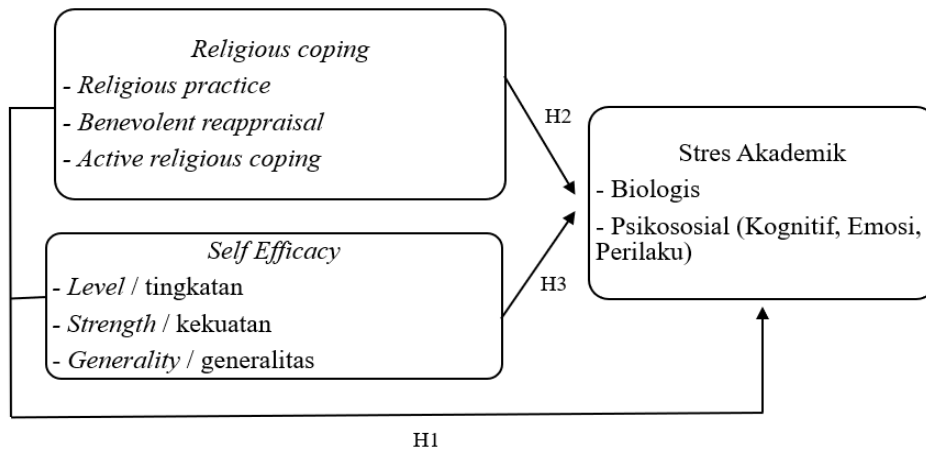 Religious coping
- Religious practice
- Benevolent reappraisal
- Active religious coping
H2
Stres Akademik
- Biologis
- Psikososial (Kognitif, Emosi,
Perilaku)
Self Efficacy
- Level / tingkatan
- Strength / kekuatan
- Generality / generalitas
H3
H1